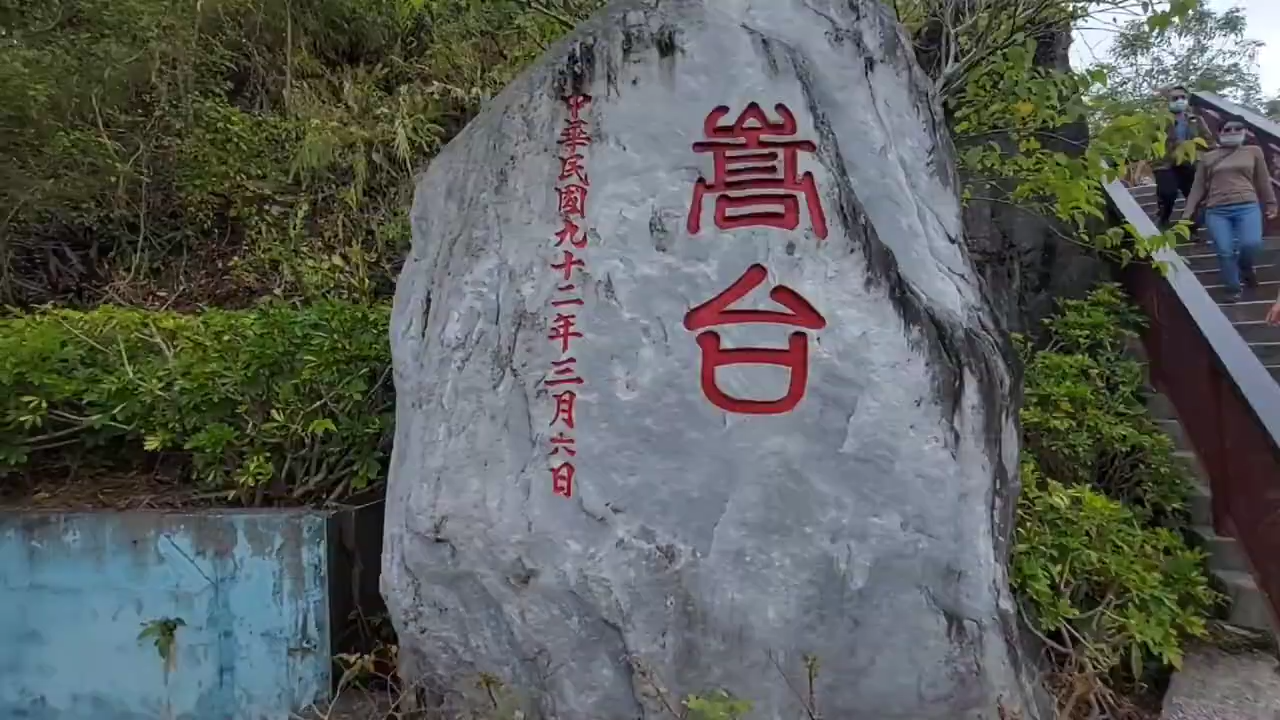 嵩台
中華民國九十二年三月六日